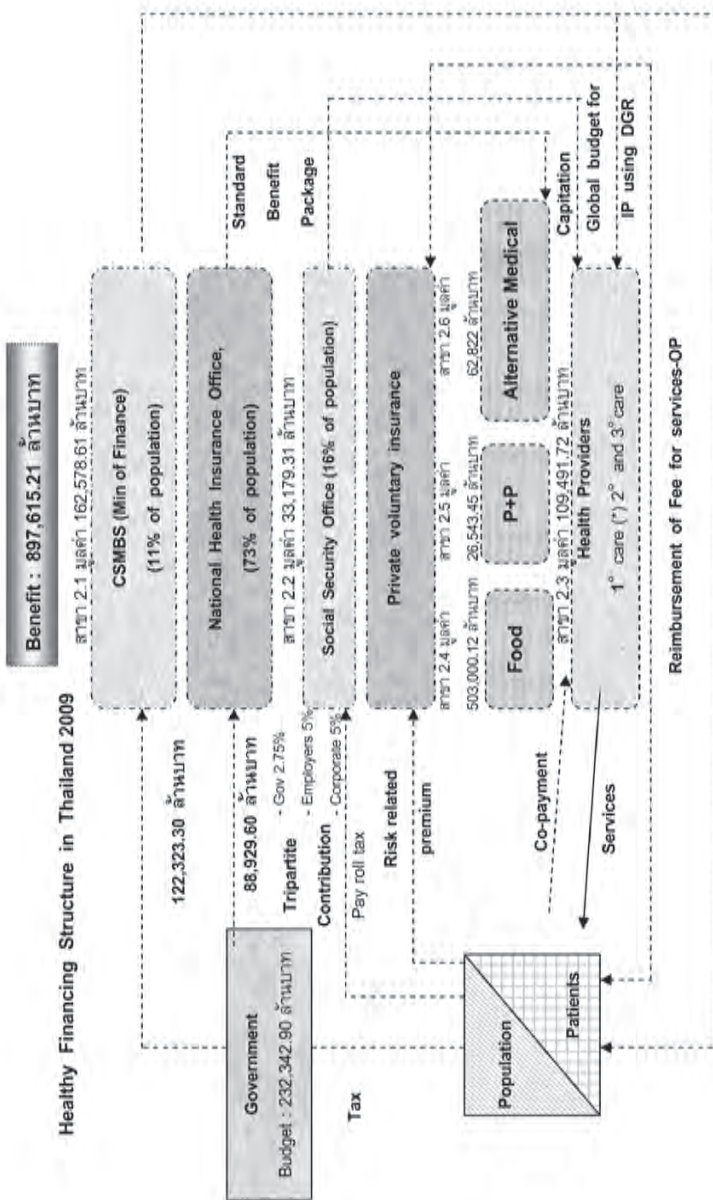 Healthy Financing Structure in Thailand 2009
Benefit : 897,615.21 ล้านบาท
สาขา 2.1 มูลค่า 162,578.61 ล้านบาท
CSMBS (Min of Finance)
(11% of population)
122,323.30 ล้านบาท
National Health Insurance Office,
(73% of population)
88,929.60 ล้านบาท
Government
Budget : 232,342.90 ล้านบาท
Standard
Benefit
Package
สาขา 2.2 มูลค่า 33,179.31 ล้านบาท
Tripartite
- Gov 2.75%
- Employers 5%
- Corporate 5%
Contribution
Social Security Office (16% of population)
Pay roll tax
Tax
Risk related
premium
Private voluntary insurance
สาขา 2.4 มูลค่า
503,000.12 ล้านบาท
สาขา 2.5 มูลค่า
26,543.45 ล้านบาท
สาขา 2.6 มูลค่า
62,822 ล้านบาท
Food
P+P
Alternative Medical
Co-payment
สาขา 2.3 มูลค่า 109,491.72 ล้านบาท
Health Providers
1° care (*) 2° and 3° care
Capitation
Global budget for
IP using DGR
Services
Population
Patients
Reimbursement of Fee for services-OP